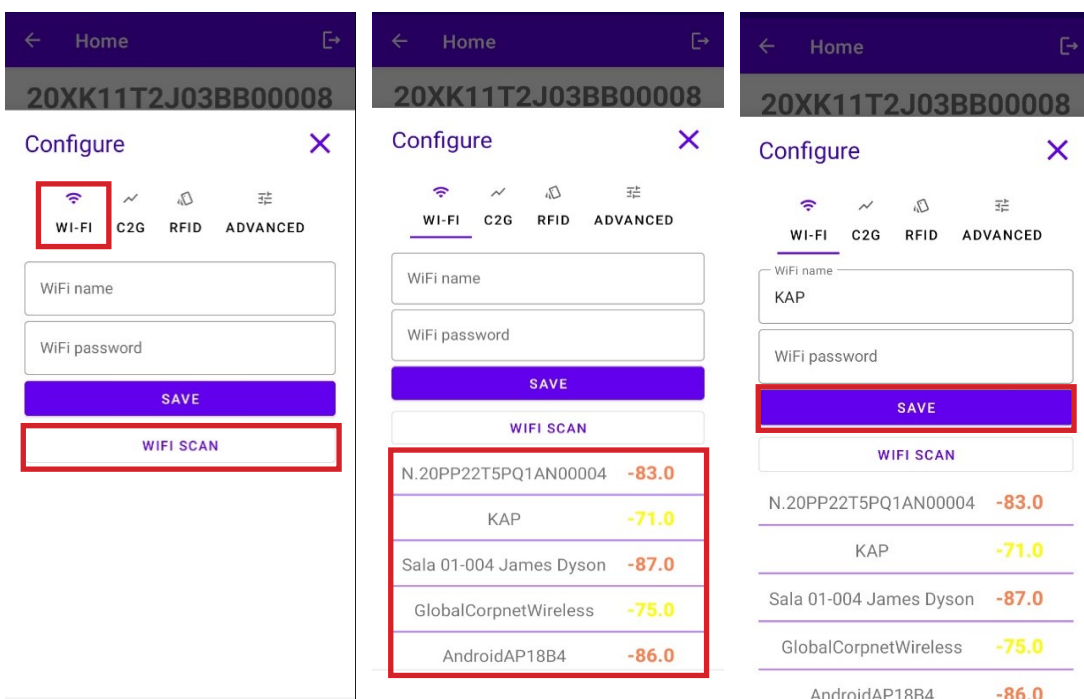 Home
20XK11T2J03BB00008
Configure
WI-FI C2G RFID ADVANCED
WiFi name
WiFi password
SAVE
WIFI SCAN
Home
20XK11T2J03BB00008
Configure
WI-FI C2G RFID ADVANCED
WiFi name
WiFi password
SAVE
WIFI SCAN
N.20PP22T5PQ1AN00004 -83.0
KAP -71.0
Sala 01-004 James Dyson -87.0
GlobalCorpnetWireless -75.0
AndroidAP18B4 -86.0
Home
20XK11T2J03BB00008
Configure
WI-FI C2G RFID ADVANCED
WiFi name
KAP
WiFi password
SAVE
WIFI SCAN
N.20PP22T5PQ1AN00004 -83.0
KAP -71.0
Sala 01-004 James Dyson -87.0
GlobalCorpnetWireless -75.0
AndroidAP18B4 -86.0